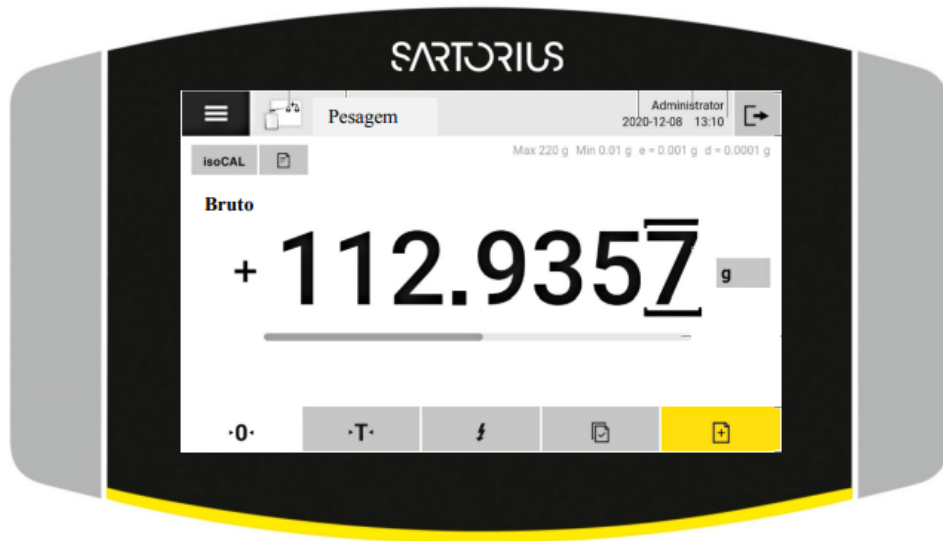 SARTORIUS
Pesagem
Administrator
2020-12-08 13:10
isoCAL
Max 220 g Min 0.01 g e = 0.001 g d = 0.0001 g
Bruto
+ 112.9357 g
·0·
·T·